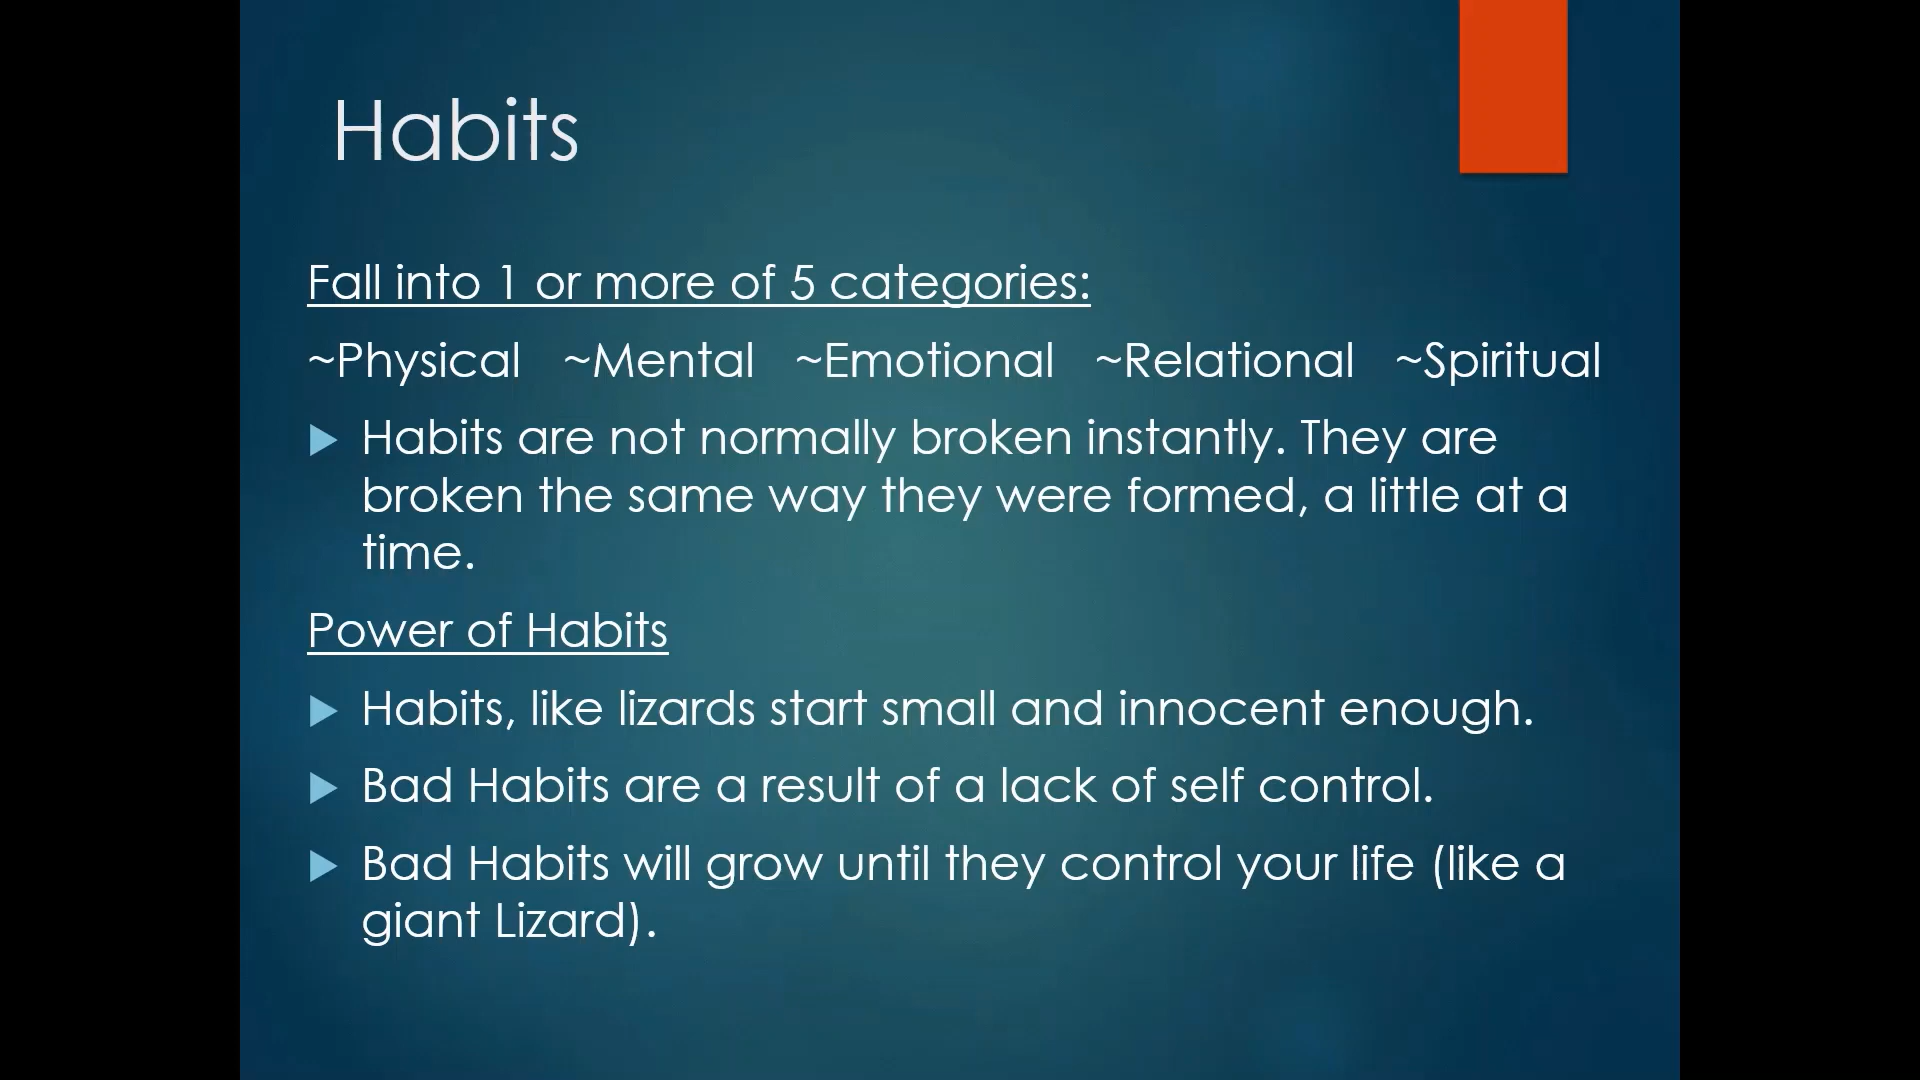 Habits
Fall into 1 or more of 5 categories:
~Physical ~Mental ~Emotional ~Relational ~Spiritual
Habits are not normally broken instantly. They are
broken the same way they were formed, a little at a
time.
Power of Habits
Habits, like lizards start small and innocent enough.
Bad Habits are a result of a lack of self control.
Bad Habits will grow until they control your life (like a
giant Lizard).